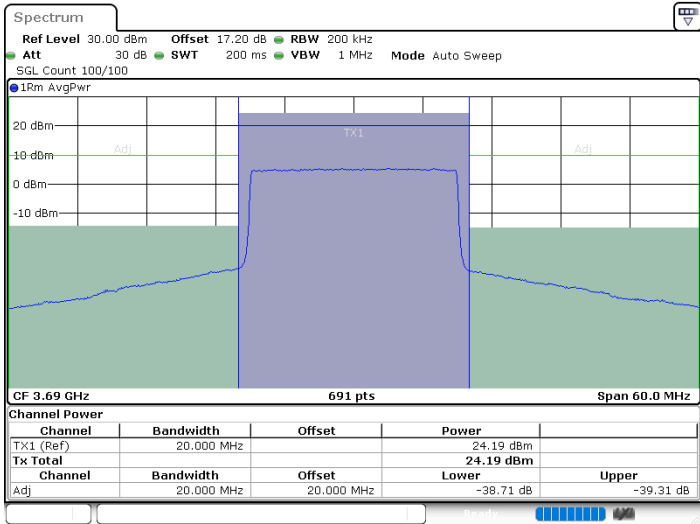 Spectrum
Ref Level 30.00 dBm Offset 17.20 dB RBW 200 kHz
Att 30 dB SWT 200 ms VBW 1 MHz Mode Auto Sweep
SGL Count 100/100
1Rm AvgPwr
20 dBm
TX1
Adj Adj
10 dBm
0 dBm
-10 dBm
CF 3.69 GHz 691 pts Span 60.0 MHz
Channel Power
Channel Bandwidth Offset Power
TX1 (Ref) 20.000 MHz 24.19 dBm
Tx Total 24.19 dBm
Channel Bandwidth Offset Lower Upper
Adj 20.000 MHz 20.000 MHz -38.71 dB -39.31 dB
Ready